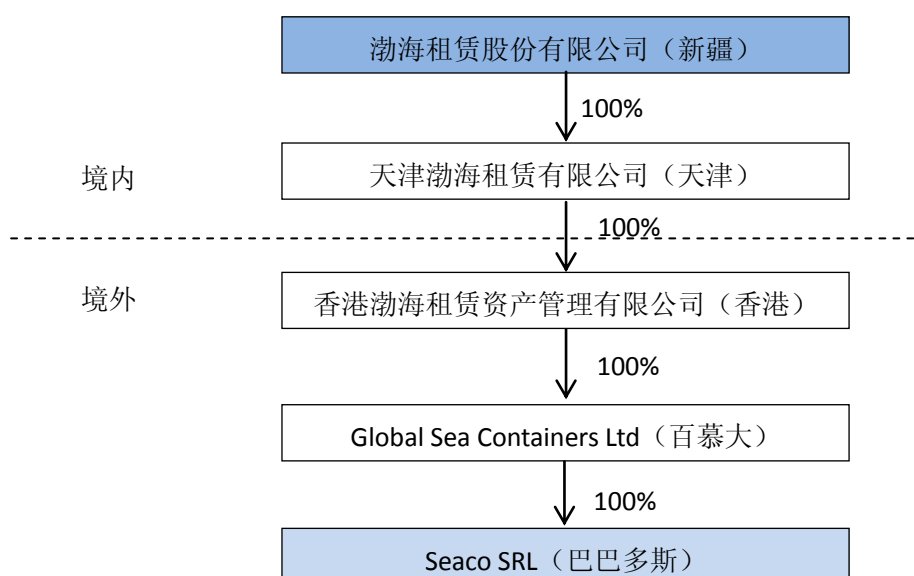 渤海租赁股份有限公司（新疆）
100%
境内
天津渤海租赁有限公司（天津）
100%
境外
香港渤海租赁资产管理有限公司（香港）
100%
Global Sea Containers Ltd（百慕大）
100%
Seaco SRL（巴巴多斯）